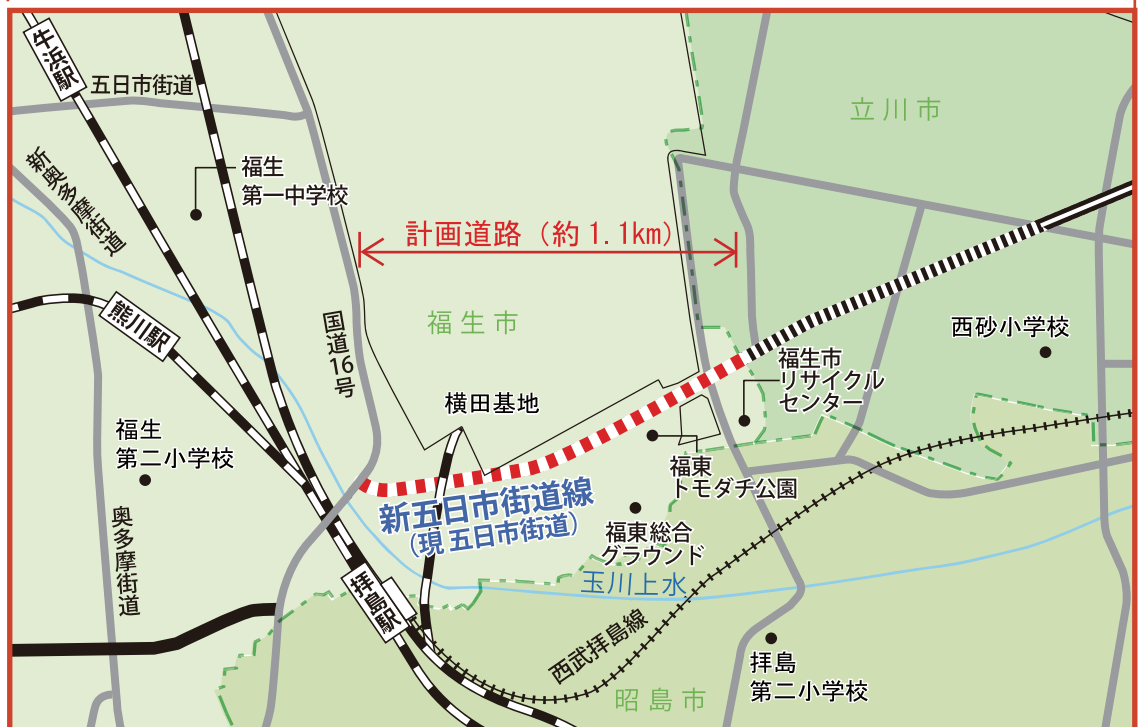 牛浜駅
五日市街道
新奥多摩街道
福生
第一中学校
立川市
計画道路（約1.1km）
熊川駅
国道16号
福生市
西砂小学校
福生市
リサイクル
センター
横田基地
福生
第二小学校
福東
トモダチ公園
新五日市街道線
（現 五日市街道）
奥多摩街道
福東総合
グラウンド
玉川上水
拝島駅
西武拝島線
拝島
第二小学校
昭島市